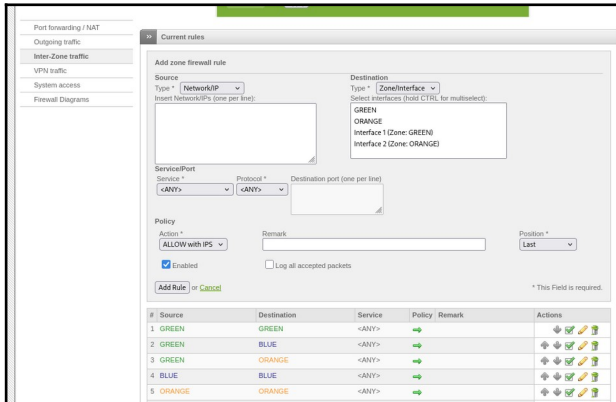 Port forwarding / NAT
Outgoing traffic
Inter-Zone traffic
VPN traffic
System access
Firewall Diagrams
» Current rules
Add zone firewall rule
Source Destination
Type * Network/IP Type * Zone/Interface
Insert Network/IPs (one per line): Select interfaces (hold CTRL for multiselect):
GREEN
ORANGE
Interface 1 (Zone: GREEN)
Interface 2 (Zone: ORANGE)
Service/Port
Service * Protocol * Destination port (one per line)
<ANY> <ANY>
Policy
Action * Remark Position *
ALLOW with IPS Last
Enabled Log all accepted packets
Add Rule or Cancel * This Field is required.
# Source Destination Service Policy Remark Actions
1 GREEN GREEN <ANY>
2 GREEN BLUE <ANY>
3 GREEN ORANGE <ANY>
4 BLUE BLUE <ANY>
5 ORANGE ORANGE <ANY>